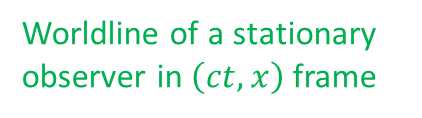 Worldline of a stationary
observer in (ct, x) frame